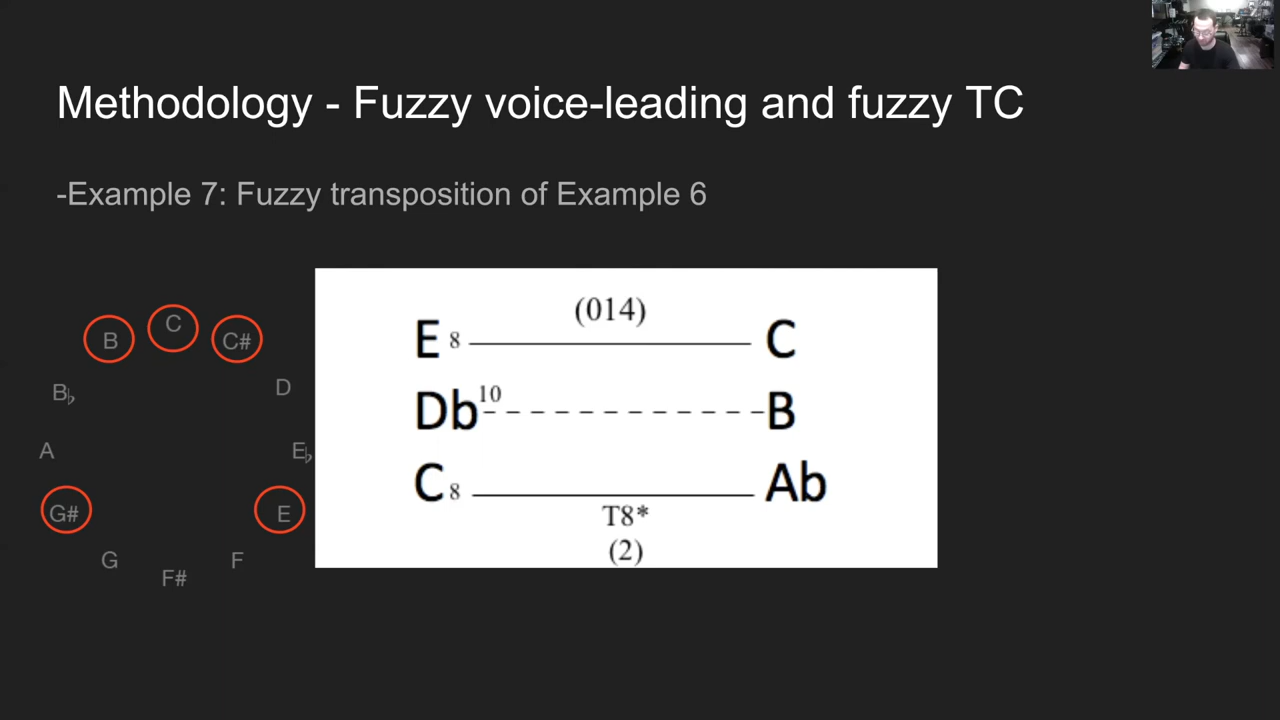 Methodology - Fuzzy voice-leading and fuzzy TC
-Example 7: Fuzzy transposition of Example 6
C
B
C#
B♭
D
A
E♭
G#
E
G
F
F#
(014)
E 8 C
Db 10 B
C 8 Ab
T8*
(2)